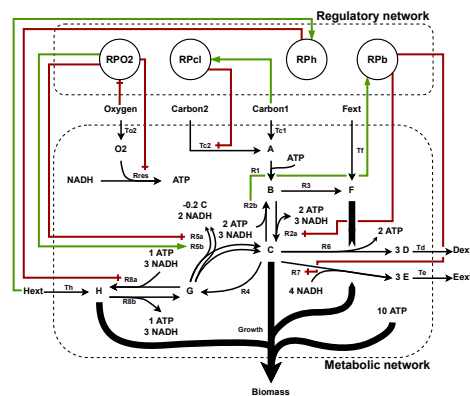 Regulatory network
RPO2 RPcl RPh RPb
Oxygen Carbon2 Carbon1 Fext
To2 Tc2 Tc1 Tf
O2 A
ATP
NADH Rres ATP
R1
B R3 F
-0.2 C
2 NADH
R2b
2 ATP
3 NADH
2 ATP
3 NADH
R2a
2 ATP
R5a
R5b
C R6 3 D Td Dext
1 ATP
3 NADH
R7
3 E Te Eext
Hext Th R8a
H G R4
4 NADH
R8b
1 ATP
3 NADH
10 ATP
Growth
Metabolic network
Biomass